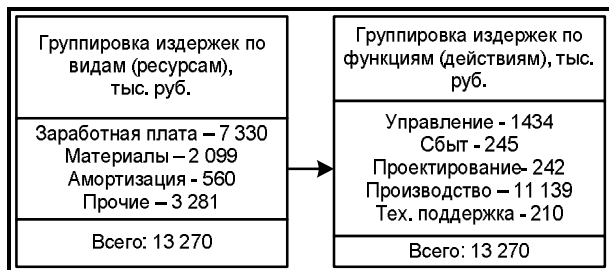 Группировка издержек по
видам (ресурсам),
тыс. руб.
Заработная плата – 7 330
Материалы – 2 099
Амортизация - 560
Прочие – 3 281
Всего: 13 270
Группировка издержек по
функциям (действиям), тыс.
руб.
Управление - 1434
Сбыт - 245
Проектирование- 242
Производство – 11 139
Тех. поддержка - 210
Всего: 13 270